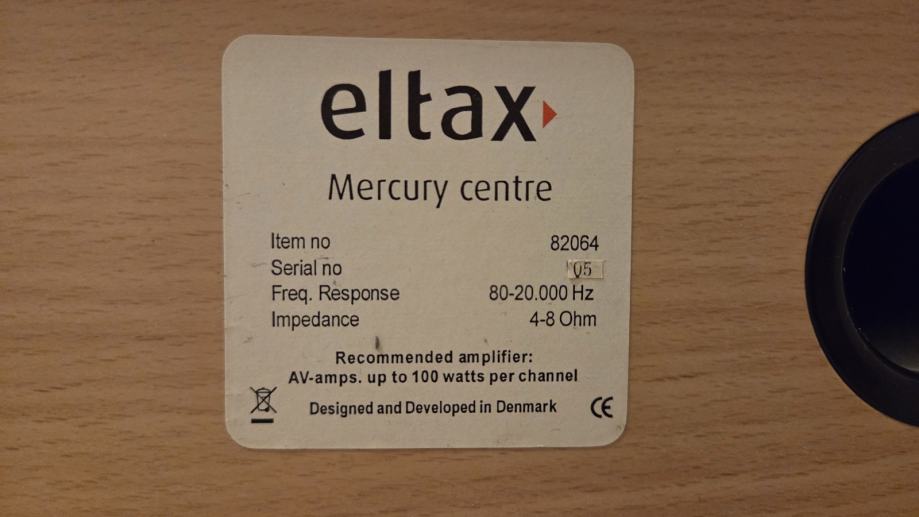 eltax
Mercury centre
Item no 82064
Serial no 05
Freq. Response 80-20.000 Hz
Impedance 4-8 Ohm
Recommended amplifier:
AV-amps. up to 100 watts per channel
Designed and Developed in Denmark CE